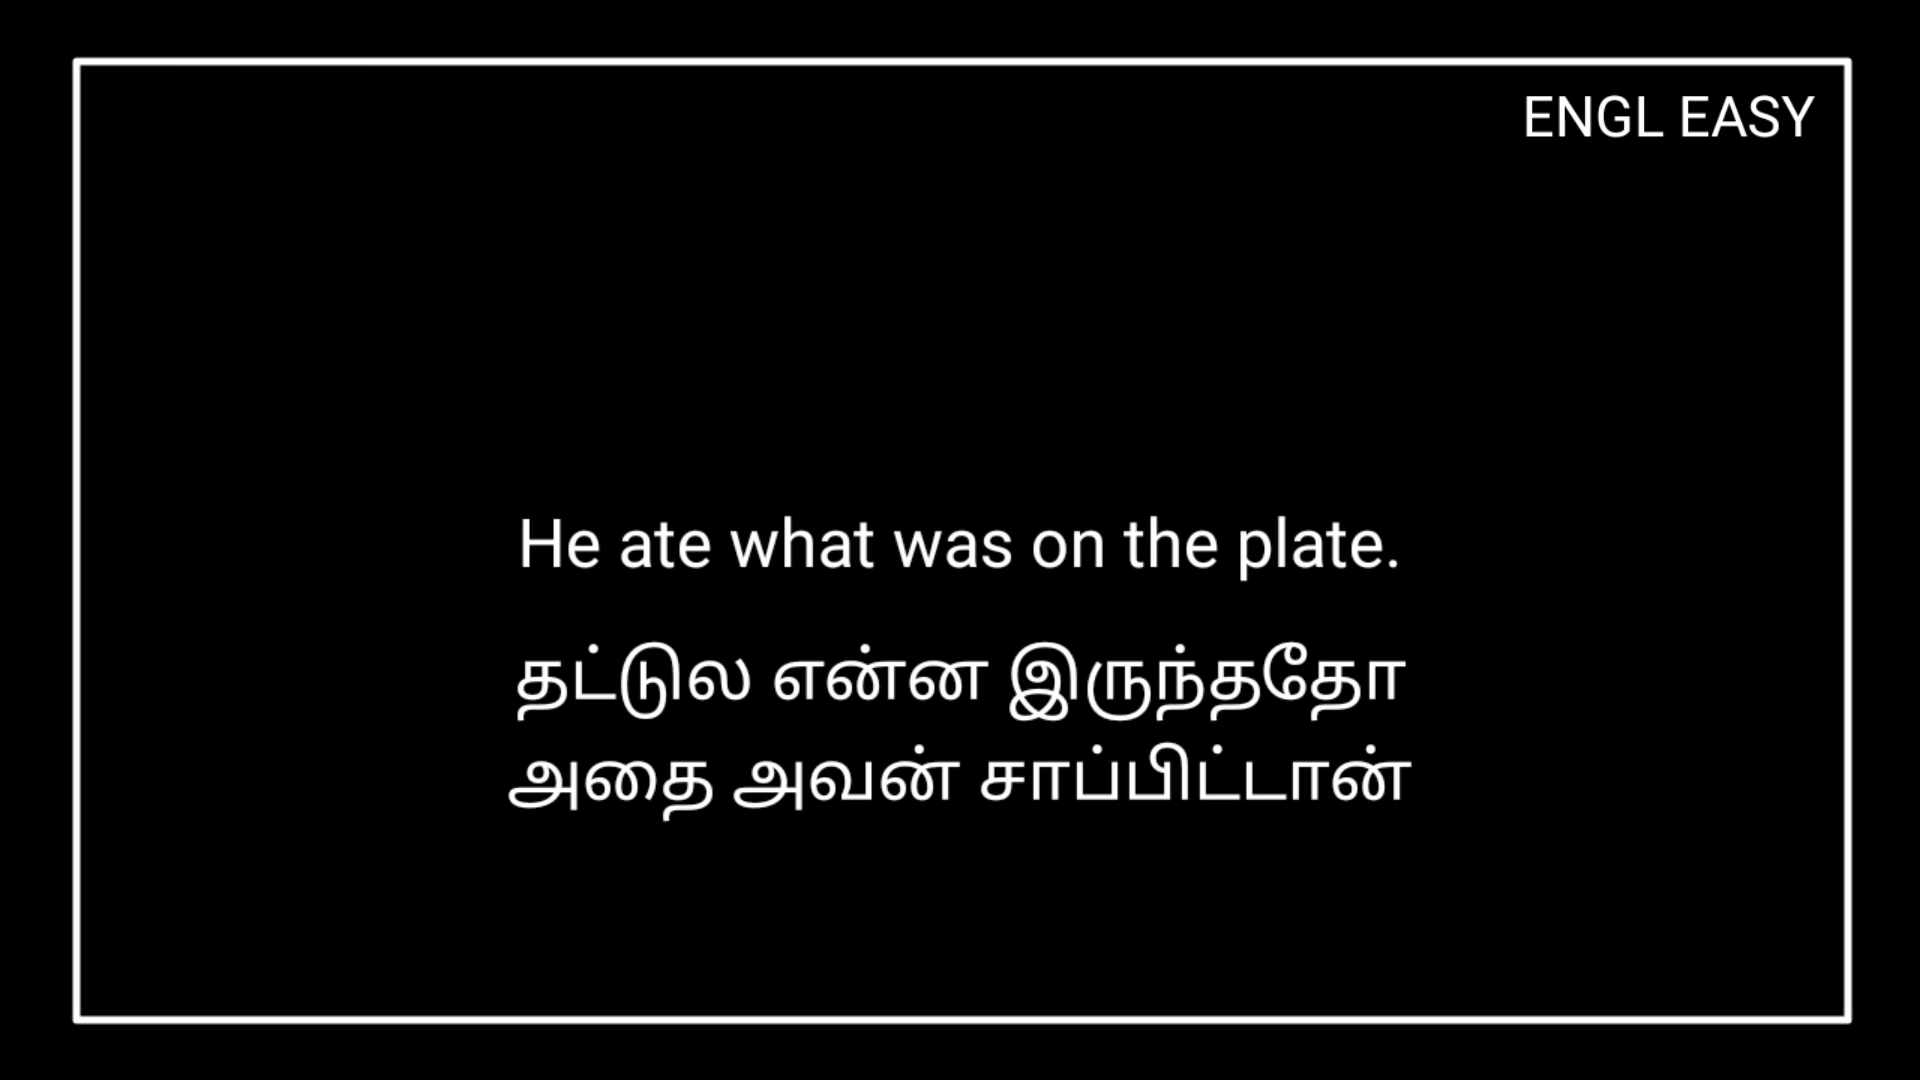 ENGL EASY
He ate what was on the plate.
தட்டுல என்ன இருந்ததோ
அதை அவன் சாப்பிட்டான்